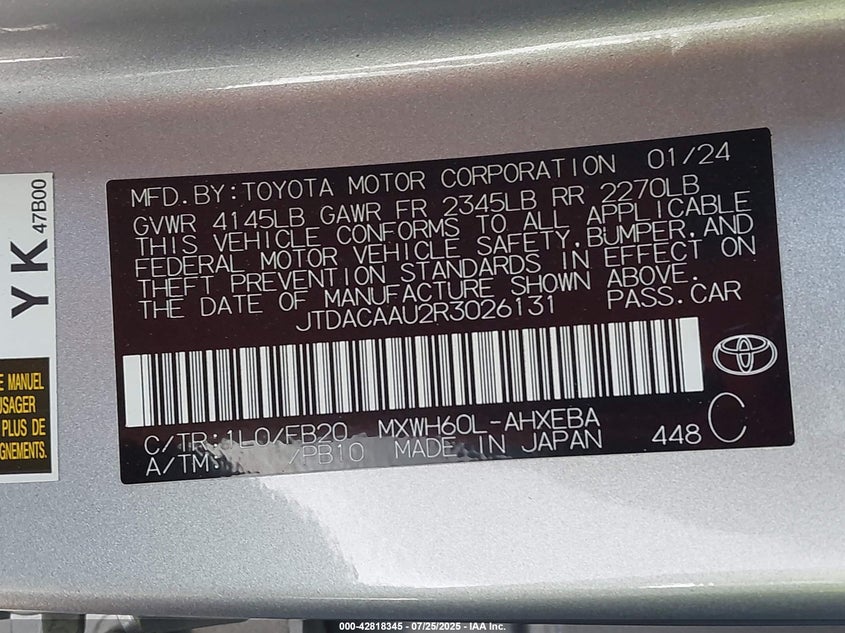 MFD.BY:TOYOTA MOTOR CORPORATION 01/24
GVWR 4145LB GAWR FR 2345LB RR 2270LB
THIS VEHICLE CONFORMS TO ALL APPLICABLE
FEDERAL MOTOR VEHICLE SAFETY,BUMPER,AND
THEFT PREVENTION STANDARDS IN EFFECT ON
THE DATE OF MANUFACTURE SHOWN ABOVE.
JTDACAAU2R3026131 PASS.CAR
C/TR:1L0/FB20 MXWH60L-AHXEBA
A/TM: /PB10 MADE IN JAPAN 448 C
YK
47B00
E MANUEL
USAGER
PLUS DE
GNEMENTS.
000-42818345 - 07/25/2025 - IAA Inc.